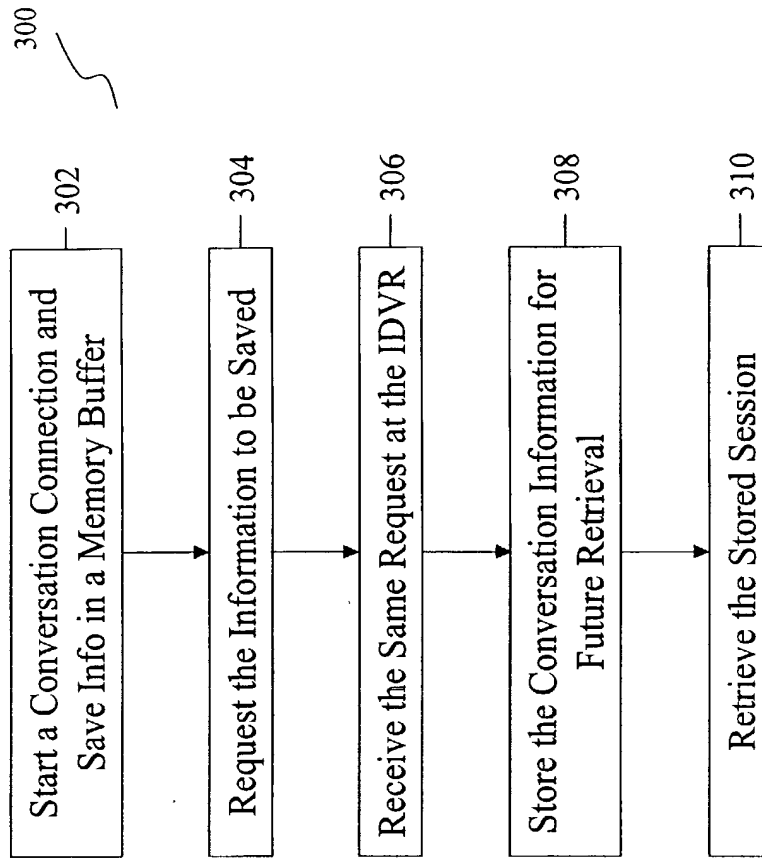 300
Start a Conversation Connection and
Save Info in a Memory Buffer
302
Request the Information to be Saved
304
Receive the Same Request at the IDVR
306
Store the Conversation Information for
Future Retrieval
308
Retrieve the Stored Session
310